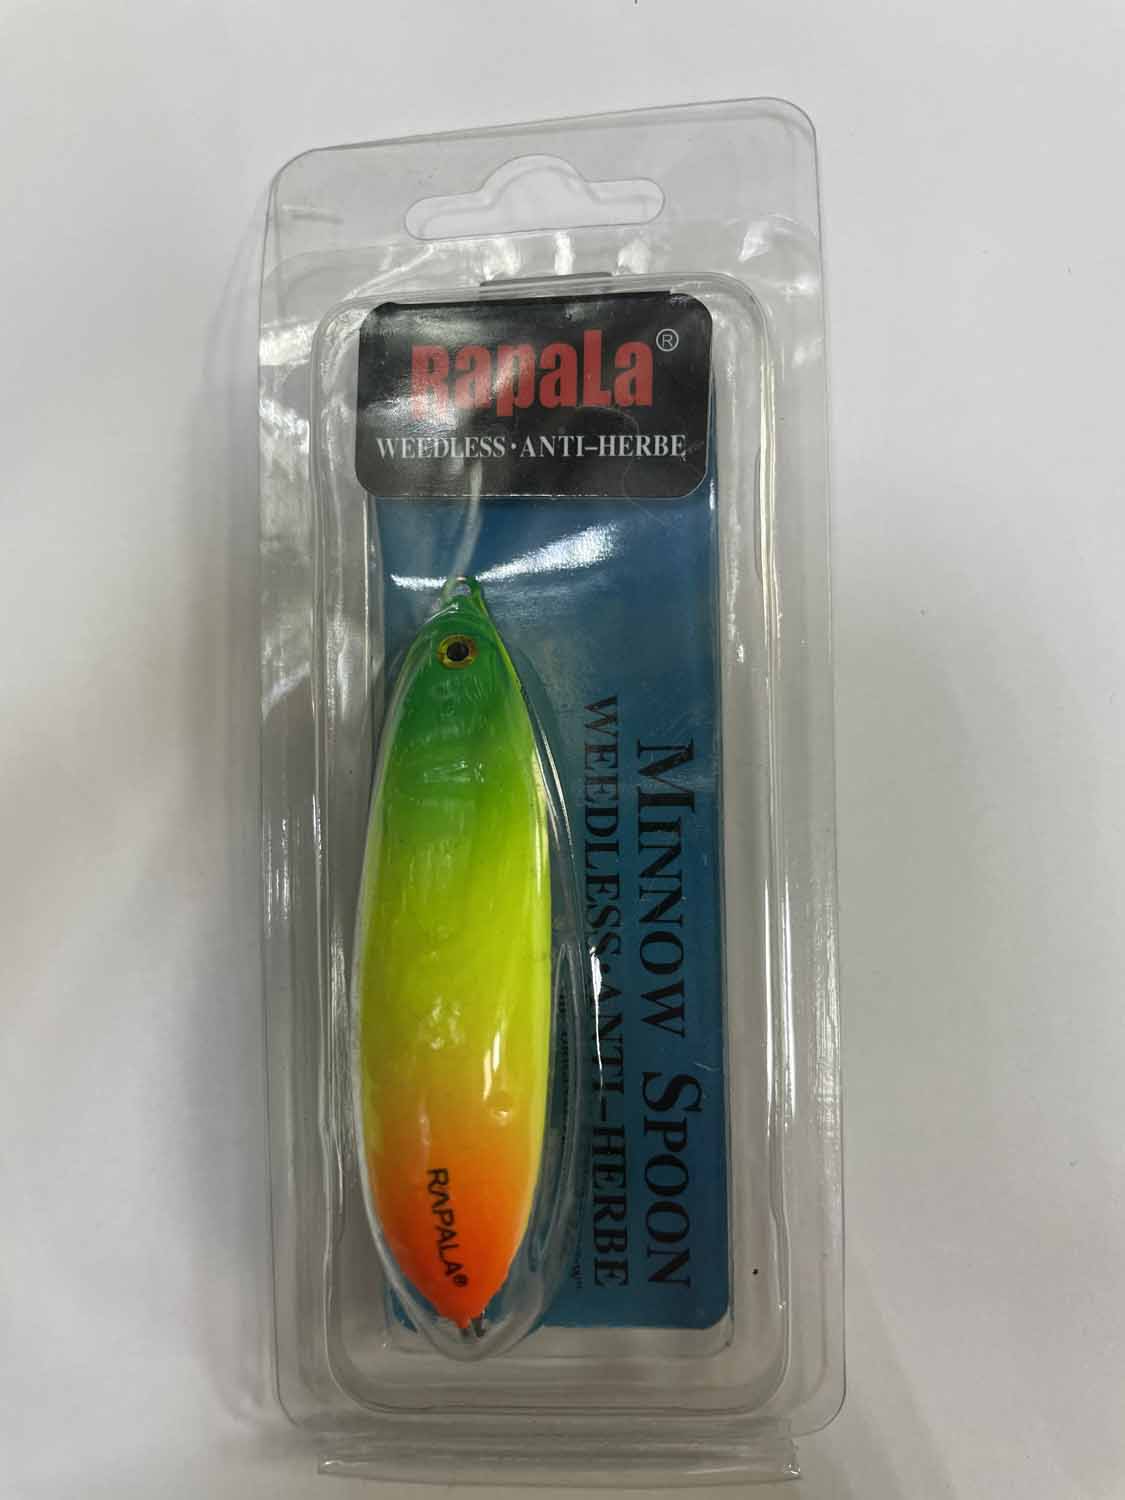 RapaLa®
WEEDLESS·ANTI-HERBE
MINNOW SPOON
WEEDLESS·ANTI-HERBE
RAPALA®